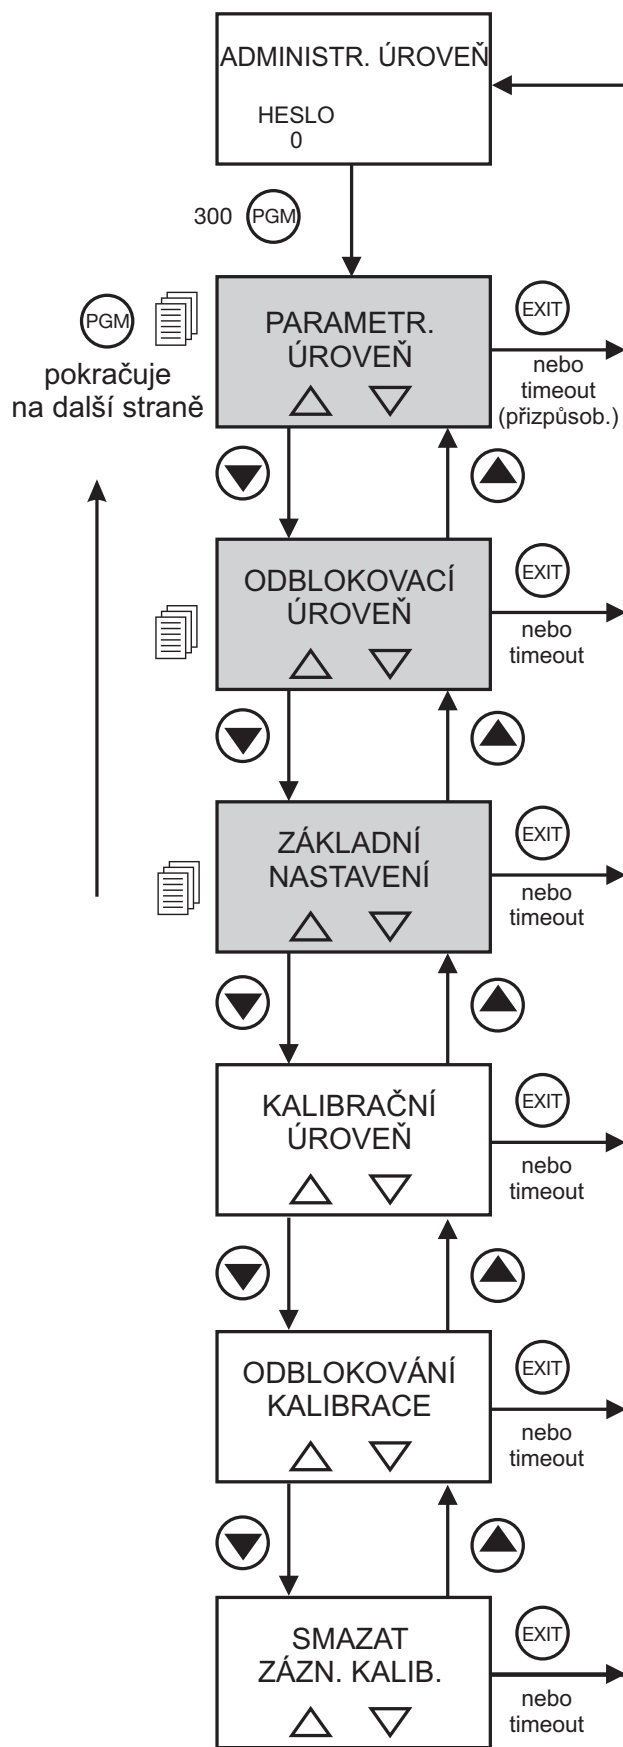 ADMINISTR. ÚROVEŇ
HESLO
0
300 PGM
PARAMETR.
ÚROVEŇ
EXIT
nebo
timeout
(přizpůsob.)
PGM
pokračuje
na další straně
ODBLOKOVACÍ
ÚROVEŇ
EXIT
nebo
timeout
ZÁKLADNÍ
NASTAVENÍ
EXIT
nebo
timeout
KALIBRAČNÍ
ÚROVEŇ
EXIT
nebo
timeout
ODBLOKOVÁNÍ
KALIBRACE
EXIT
nebo
timeout
SMAZAT
ZÁZN. KALIB.
EXIT
nebo
timeout